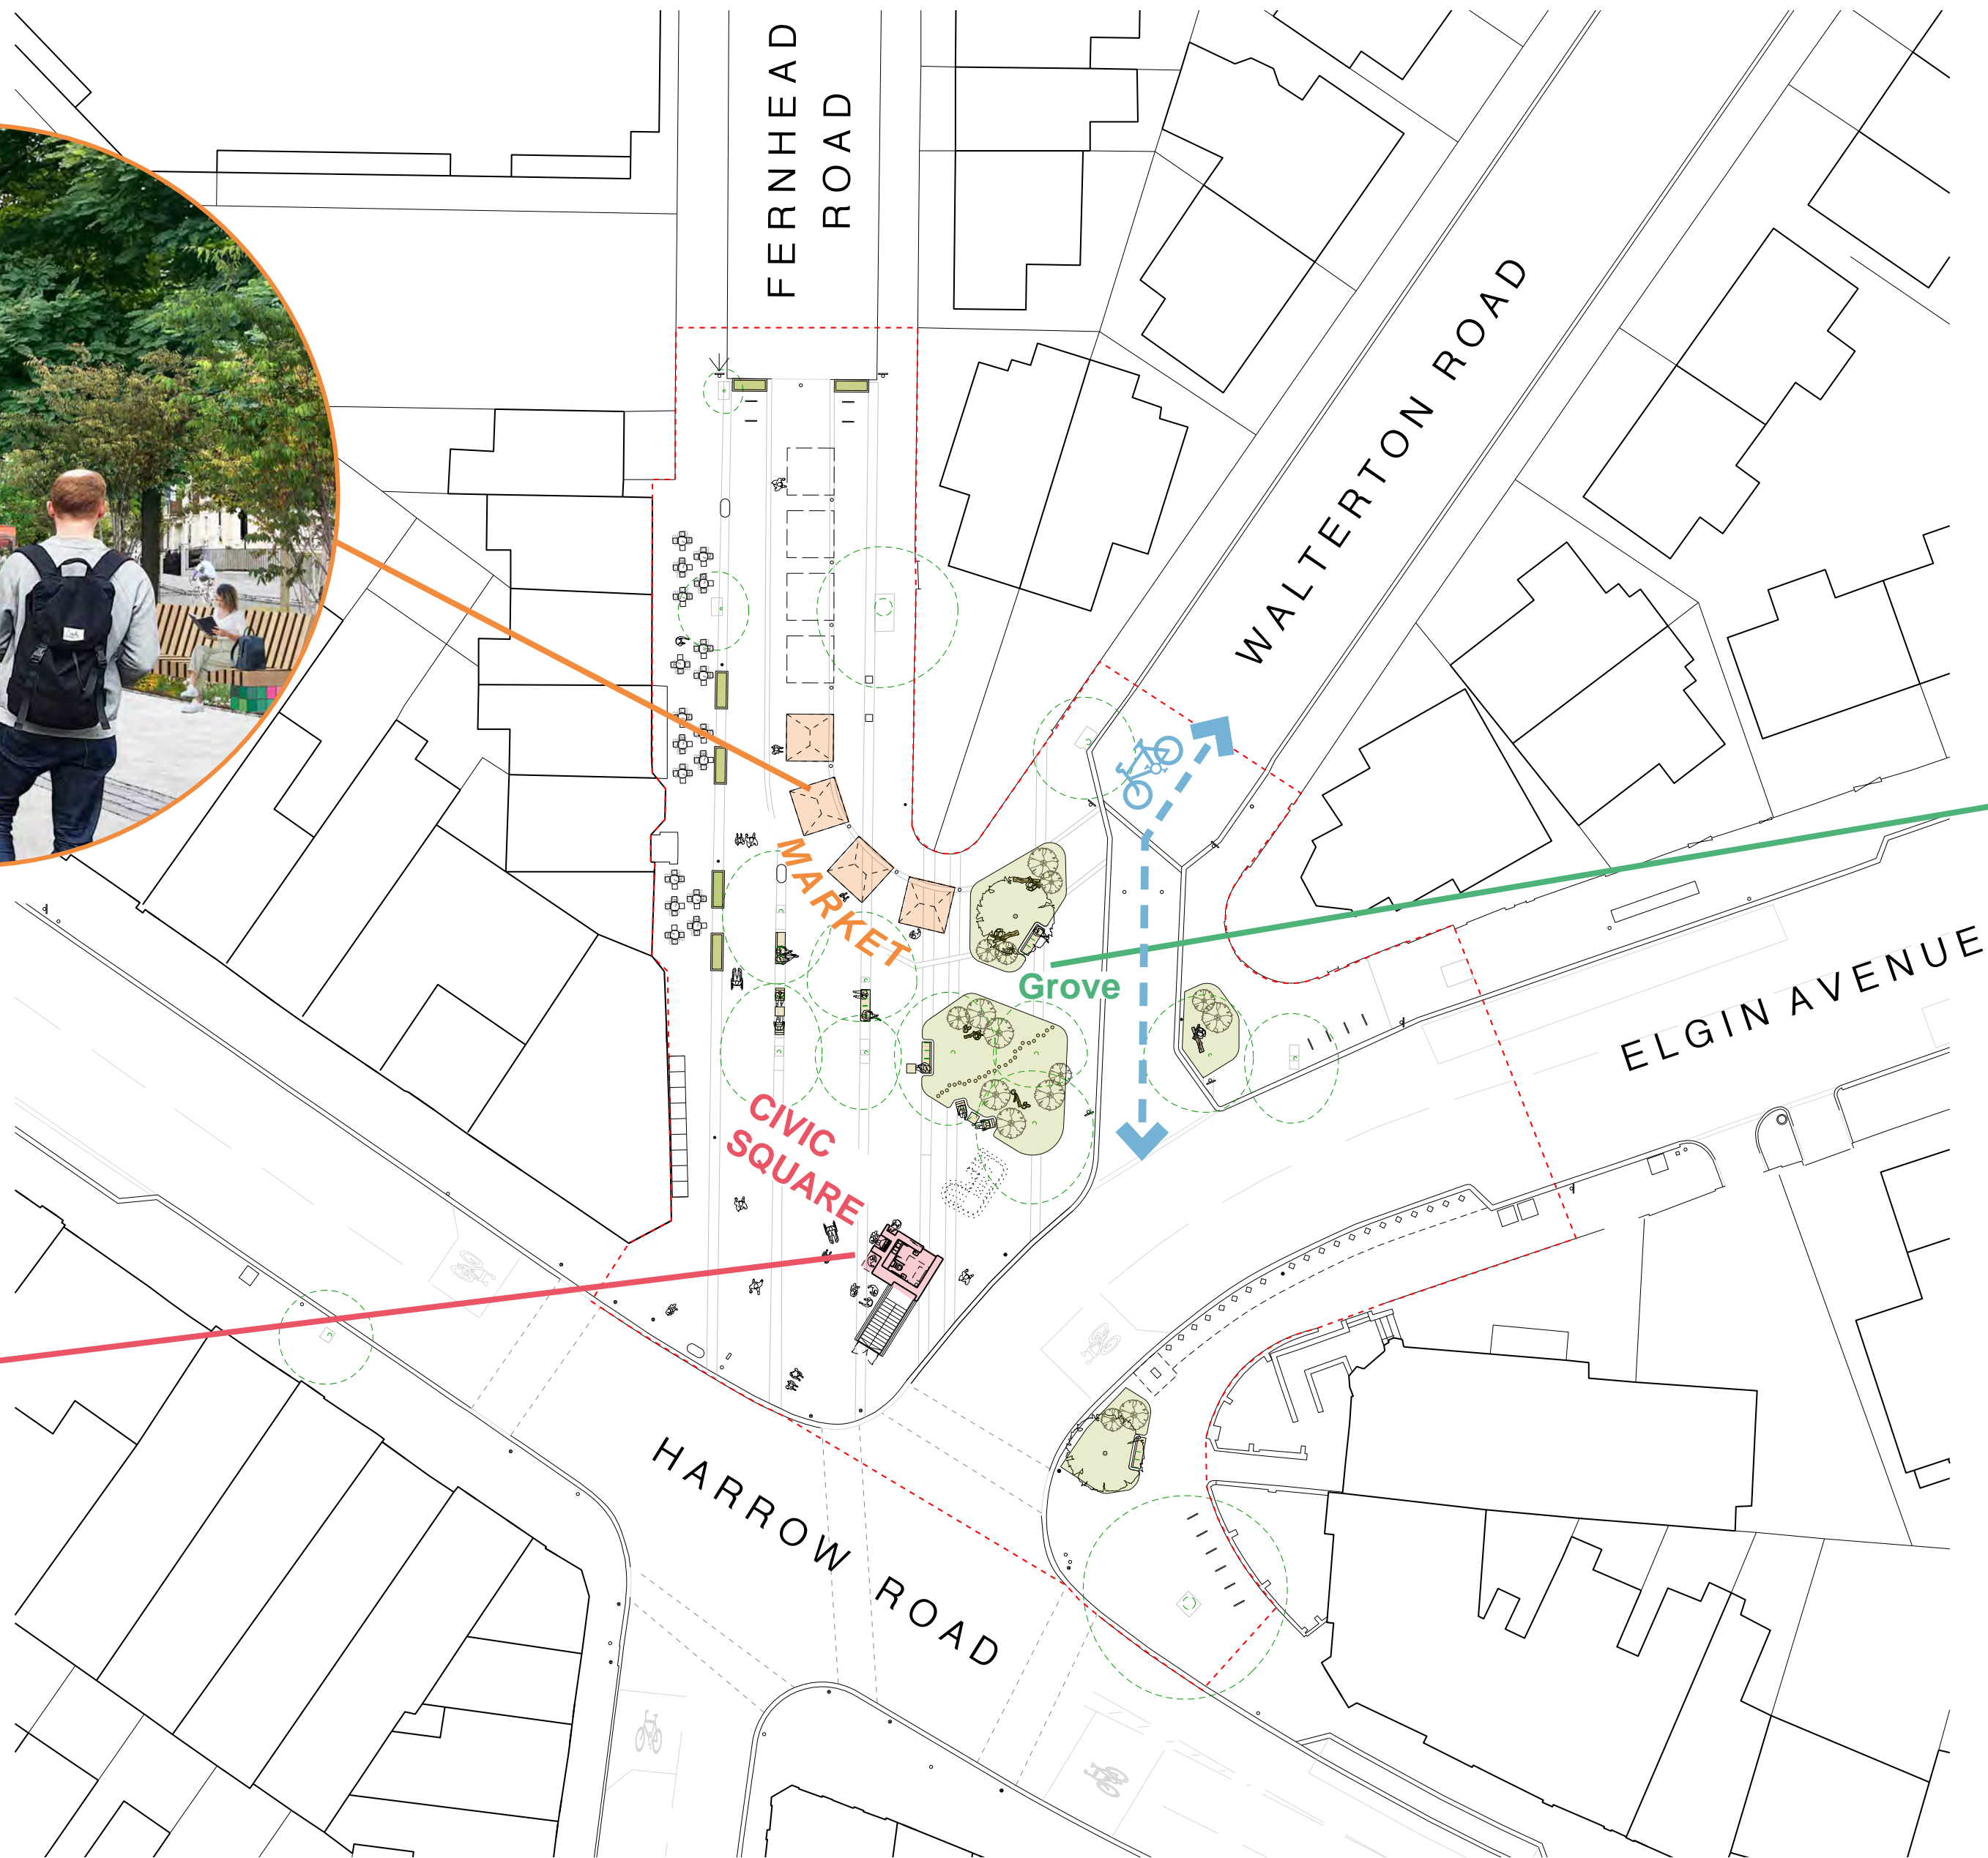 FERNHEAD
ROAD
WALTERTON ROAD
MARKET
Grove
ELGIN AVENUE
CIVIC
SQUARE
HARROW ROAD